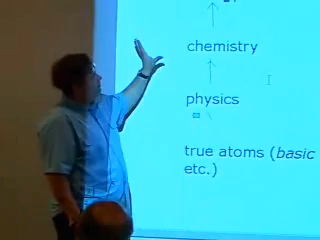 chemistry
physics
true atoms (basic
etc.)